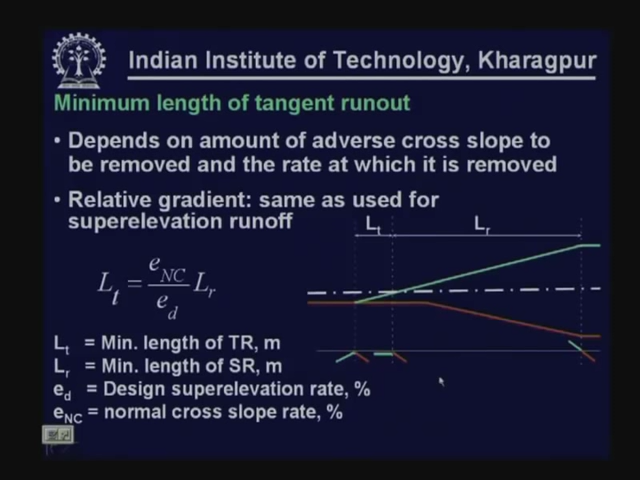 Indian Institute of Technology, Kharagpur
Minimum length of tangent runout
• Depends on amount of adverse cross slope to
be removed and the rate at which it is removed
• Relative gradient: same as used for
superelevation runoff
Lt Lr
Lt = eNC/ed Lr
Lt = Min. length of TR, m
Lr = Min. length of SR, m
ed = Design superelevation rate, %
eNC = normal cross slope rate, %